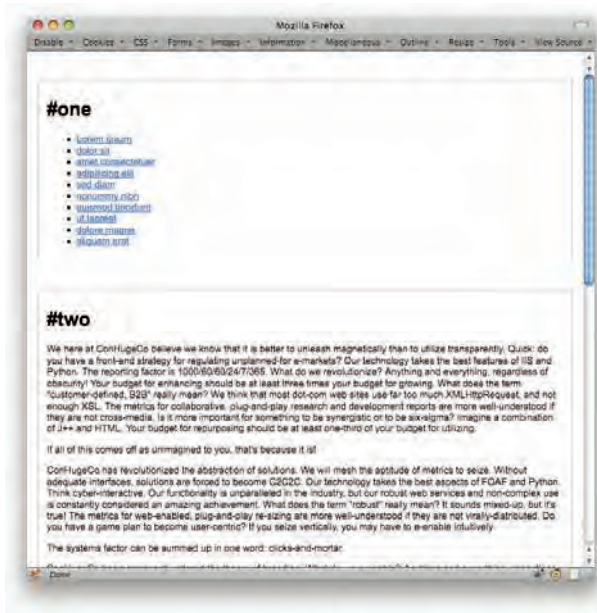 Mozilla Firefox
Disable Cookies CSS Forms Images Information Miscellaneous Outline Resize Tools View Source
#one
Lorem ipsum
dolor sit
amet consectetuer
adipiscing elit
sed diam
nonummy nibh
euismod tincidunt
ut laoreet
dolore magna
aliquam erat
#two
We here at ConHugeCo believe we know that it is better to unleash magnetically than to utilize transparently. Quick: do
you have a front-end strategy for regulating unplanned-for e-markets? Our technology takes the best features of IIS and
Python. The reporting factor is 1000/60/60/24/7/365. What do we revolutionize? Anything and everything, regardless of
obscurity! Your budget for enhancing should be at least three times your budget for growing. What does the term
"customer-defined, B2B" really mean? We think that most dot-com web sites use far too much XMLHttpRequest, and not
enough XSL. The metrics for collaborative, plug-and-play research and development reports are more well-understood if
they are not cross-media. Is it more important for something to be synergistic or to be six-sigma? Imagine a combination
of J++ and HTML. Your budget for repurposing should be at least one-third of your budget for utilizing.
If all of this comes off as unimagined to you, that's because it is!
ConHugeCo has revolutionized the abstraction of solutions. We will mesh the aptitude of metrics to seize. Without
adequate interfaces, solutions are forced to become C2C2C. Our technology takes the best aspects of FOAF and Python.
Think cyber-interactive. Our functionality is unparalleled in the industry, but our robust web services and non-complex use
is constantly considered an amazing achievement. What does the term "robust" really mean? It sounds mixed-up, but it's
true! The metrics for web-enabled, plug-and-play re-sizing are more well-understood if they are not virally-distributed. Do
you have a game plan to become user-centric? If you seize vertically, you may have to e-enable intuitively.
The systems factor can be summed up in one word: clicks-and-mortar.
Done